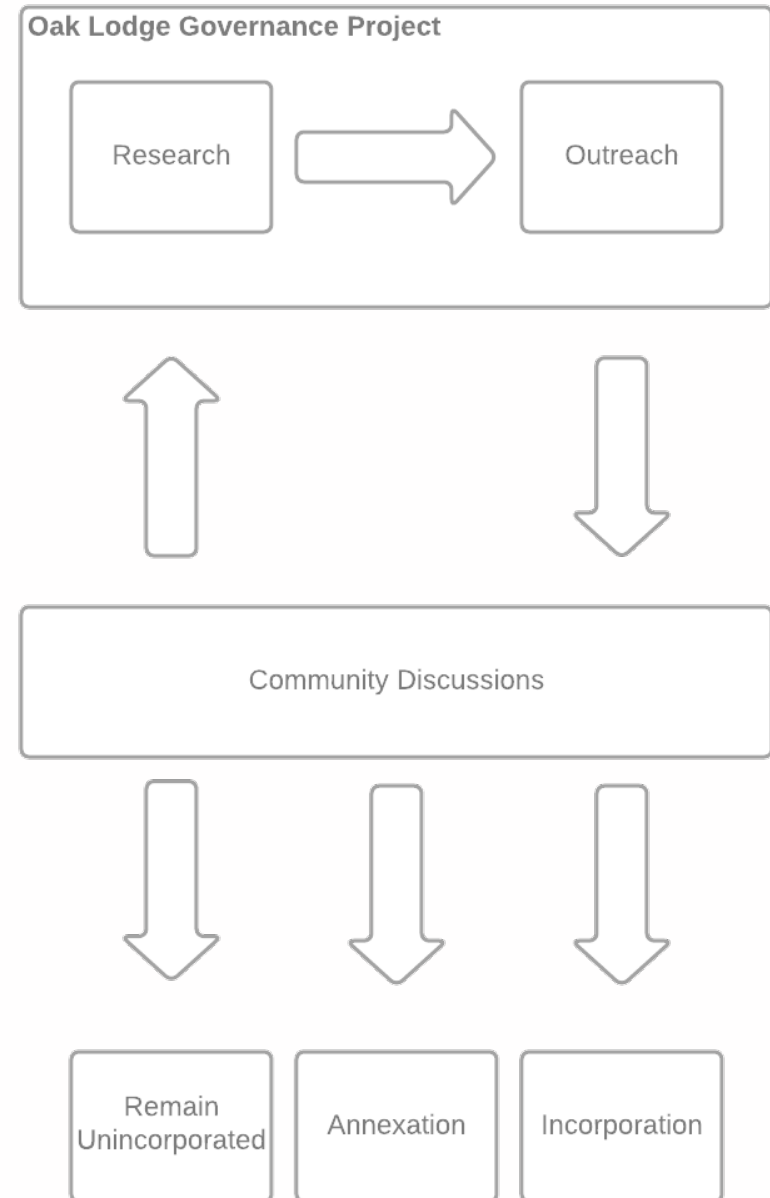 Oak Lodge Governance Project
Research
Outreach
Community Discussions
Remain
Unincorporated
Annexation
Incorporation